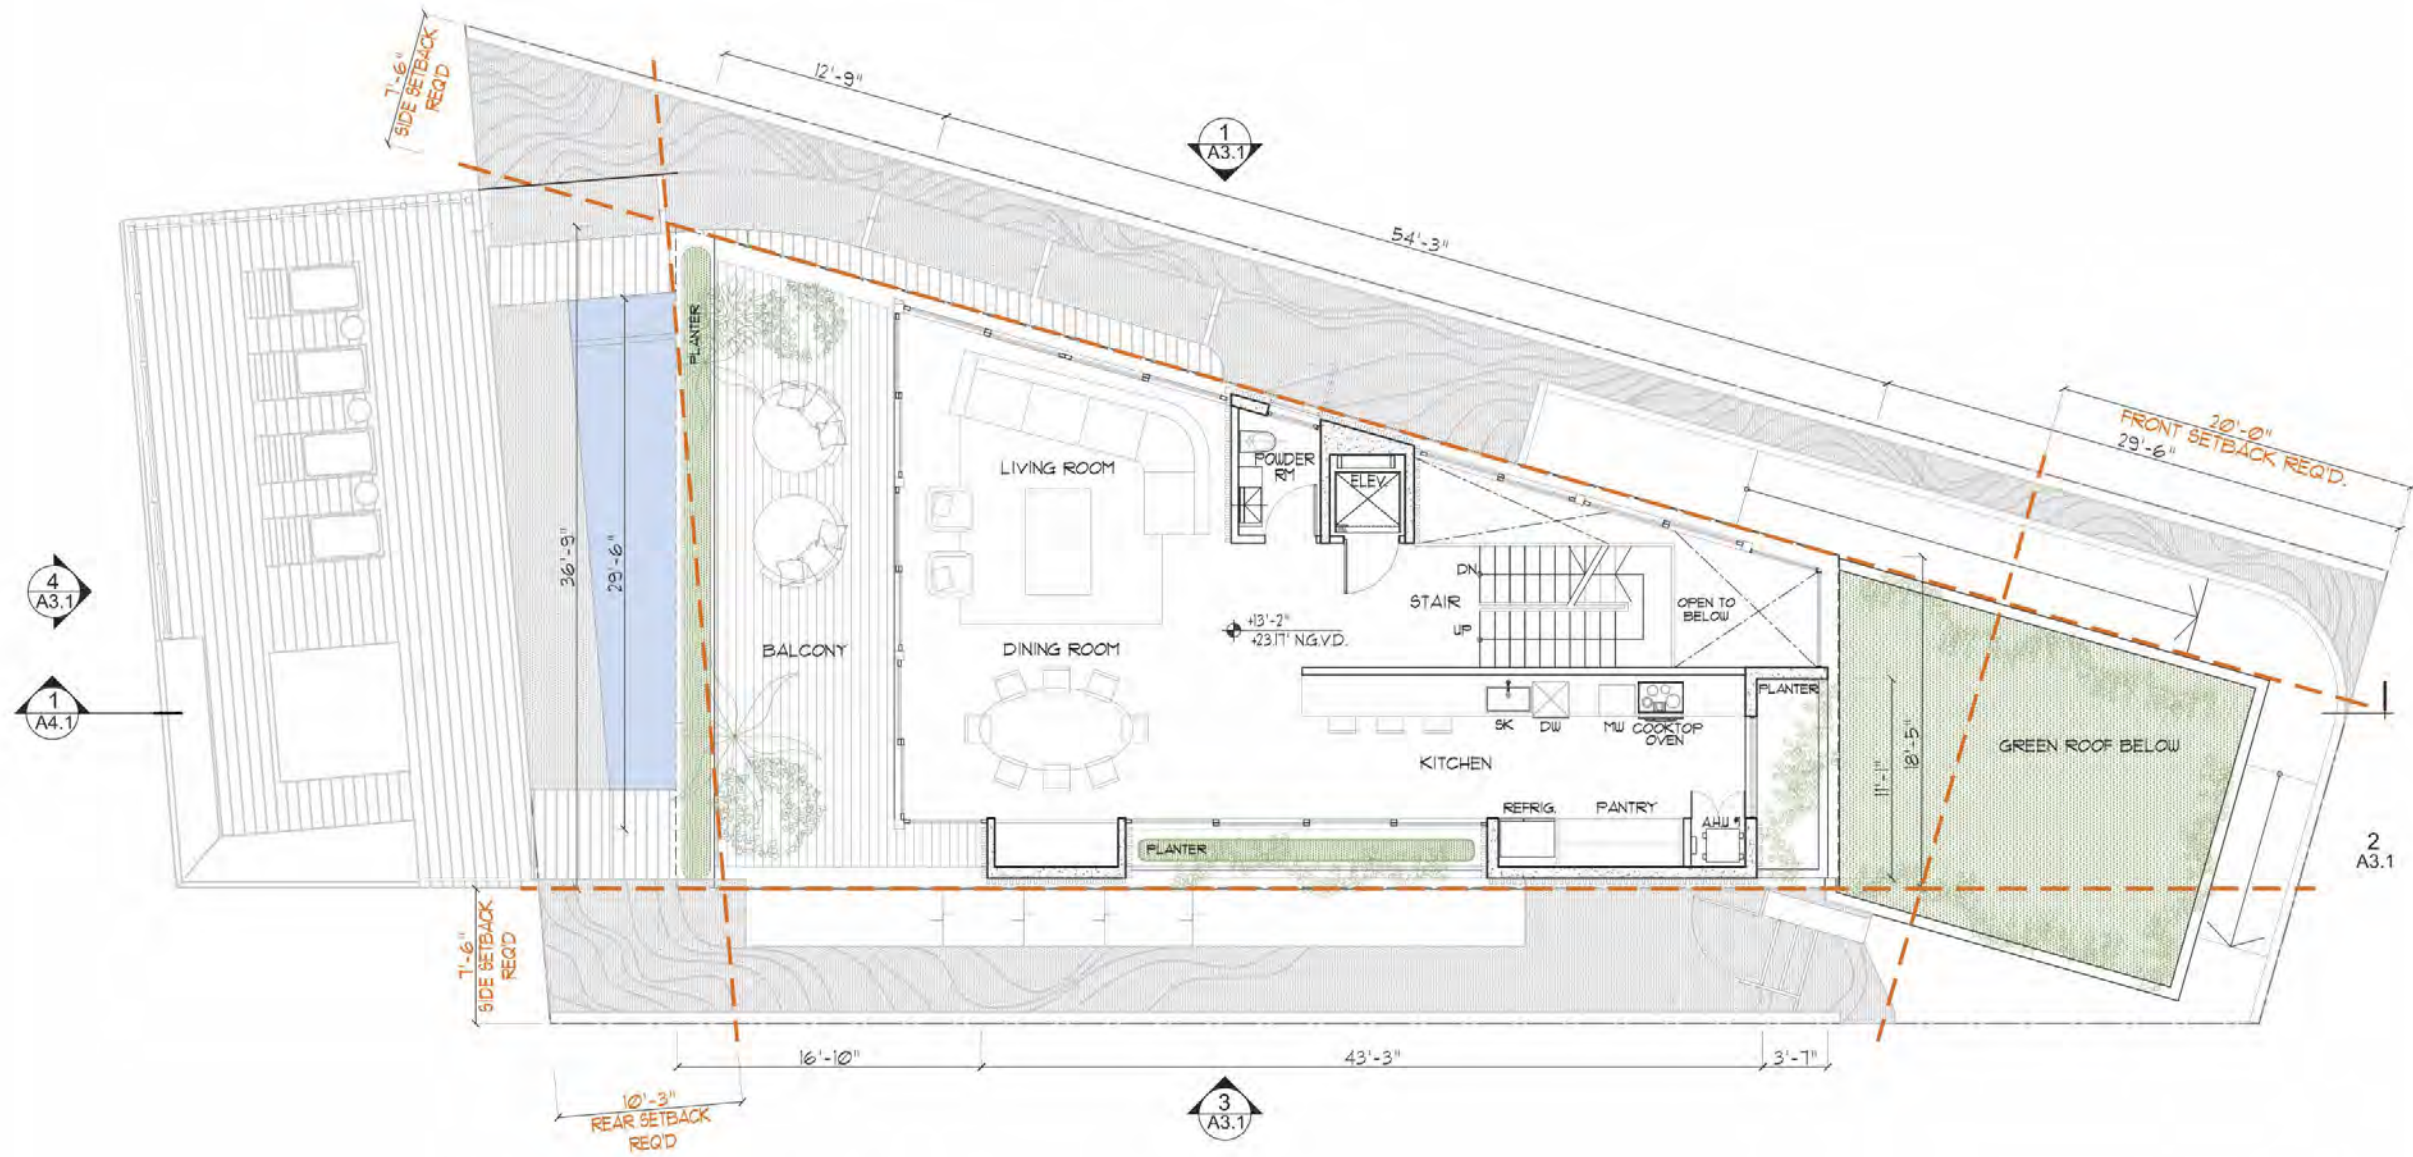 7'-6"
SIDE SETBACK
REQ'D
12'-9"
1
A3.1
54'-3"
20'-0"
FRONT SETBACK REQ'D.
29'-6"
PLANTER
36'-9"
29'-6"
LIVING ROOM
POWDER
RM
ELEV.
4
A3.1
DN
STAIR
UP
OPEN TO
BELOW
+13'-2"
+23.17' N.G.V.D.
BALCONY
DINING ROOM
PLANTER
1
A4.1
SK
DW
MW
COOKTOP
OVEN
KITCHEN
18'-5"
11'-1"
GREEN ROOF BELOW
REFRIG.
PANTRY
A.H.U.
PLANTER
2
A3.1
7'-6"
SIDE SETBACK
REQ'D
16'-10"
43'-3"
3'-7"
10'-3"
REAR SETBACK
REQ'D
3
A3.1